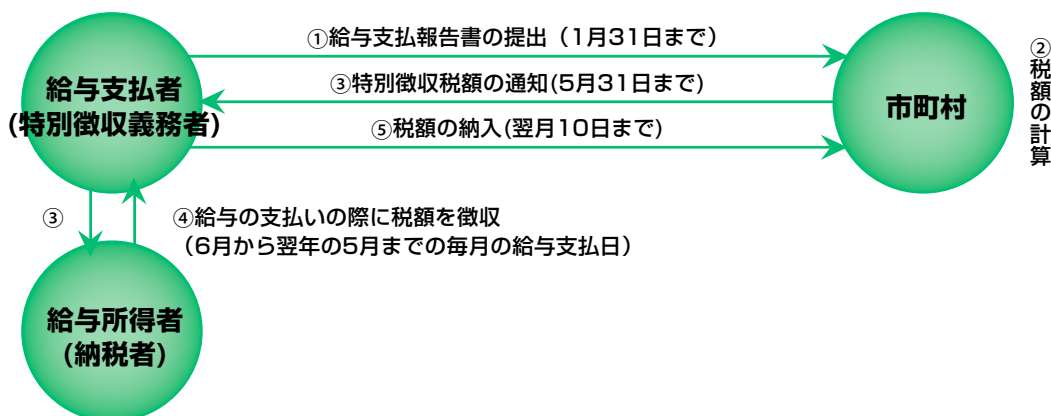 ①給与支払報告書の提出（1月31日まで）
③特別徴収税額の通知(5月31日まで)
⑤税額の納入(翌月10日まで)
給与支払者
(特別徴収義務者)
市町村
②税額の計算
③
④給与の支払いの際に税額を徴収
（6月から翌年の5月までの毎月の給与支払日）
給与所得者
(納税者)